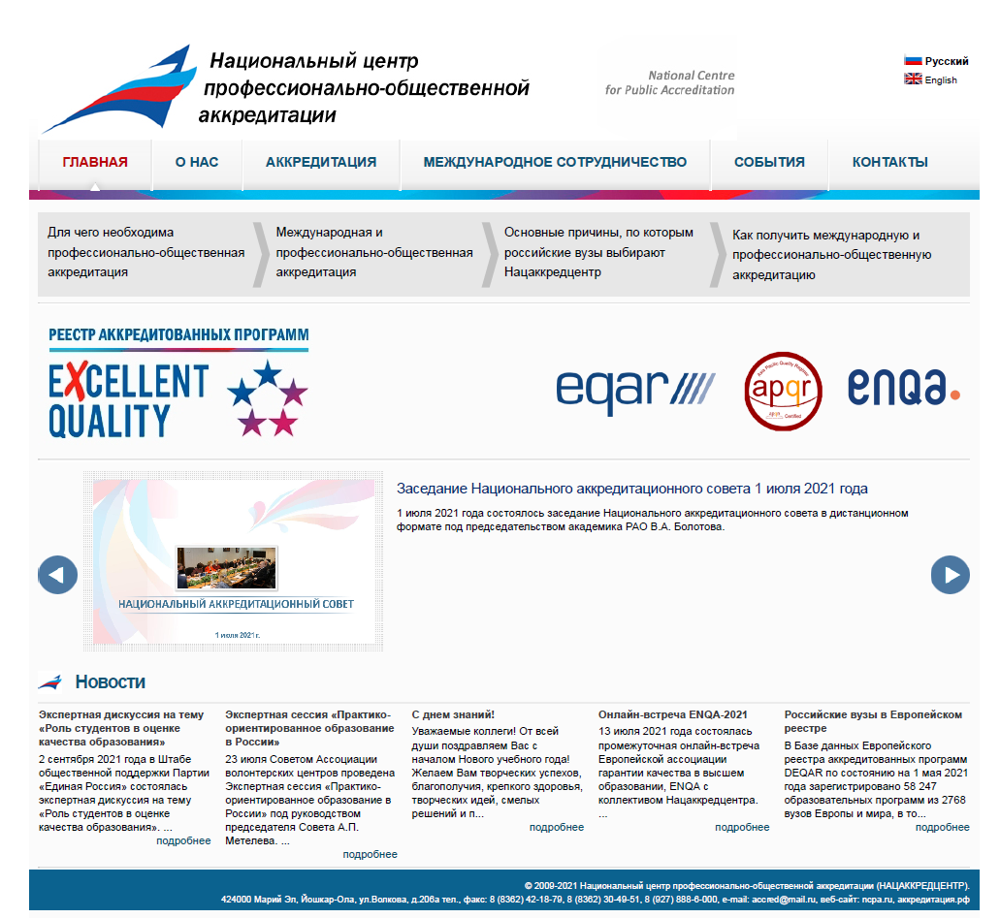 Национальный центр
профессионально-общественной
аккредитации
National Centre
for Public Accreditation
Русский
English
ГЛАВНАЯ
О НАС
АККРЕДИТАЦИЯ
МЕЖДУНАРОДНОЕ СОТРУДНИЧЕСТВО
СОБЫТИЯ
КОНТАКТЫ
Для чего необходима
профессионально-общественная
аккредитация
Международная и
профессионально-общественная
аккредитация
Основные причины, по которым
российские вузы выбирают
Нацаккредцентр
Как получить международную и
профессионально-общественную
аккредитацию
РЕЕСТР АККРЕДИТОВАННЫХ ПРОГРАММ
EXCELLENT
QUALITY
eqar
Asia Pacific Quality Register
apqr
apqr Certified
enqa.
Заседание Национального аккредитационного совета 1 июля 2021 года
1 июля 2021 года состоялось заседание Национального аккредитационного совета в дистанционном
формате под председательством академика РАО В.А. Болотова.
НАЦИОНАЛЬНЫЙ АККРЕДИТАЦИОННЫЙ СОВЕТ
1 июля 2021 г.
Новости
Экспертная дискуссия на тему
«Роль студентов в оценке
качества образования»
2 сентября 2021 года в Штабе
общественной поддержки Партии
«Единая Россия» состоялась
экспертная дискуссия на тему
«Роль студентов в оценке
качества образования». ...
подробнее
Экспертная сессия «Практико-
ориентированное образование
в России»
23 июля Советом Ассоциации
волонтерских центров проведена
Экспертная сессия «Практико-
ориентированное образование в
России» под руководством
председателя Совета А.П.
Метелева. ...
подробнее
С днем знаний!
Уважаемые коллеги! От всей
души поздравляем Вас с
началом Нового учебного года!
Желаем Вам творческих успехов,
благополучия, крепкого здоровья,
творческих идей, смелых
решений и п...
подробнее
Онлайн-встреча ENQA-2021
13 июля 2021 года состоялась
промежуточная онлайн-встреча
Европейской ассоциации
гарантии качества в высшем
образовании, ENQA с
коллективом Нацаккредцентра.
...
подробнее
Российские вузы в Европейском
реестре
В Базе данных Европейского
реестра аккредитованных программ
DEQAR по состоянию на 1 мая 2021
года зарегистрировано 58 247
образовательных программ из 2768
вузов Европы и мира, в то...
подробнее
© 2009-2021 Национальный центр профессионально-общественной аккредитации (НАЦАККРЕДЦЕНТР).
424000 Марий Эл, Йошкар-Ола, ул.Волкова, д.206а тел., факс: 8 (8362) 42-18-79, 8 (8362) 30-49-51, 8 (927) 888-6-000, e-mail: accred@mail.ru, веб-сайт: ncpa.ru, аккредитация.рф